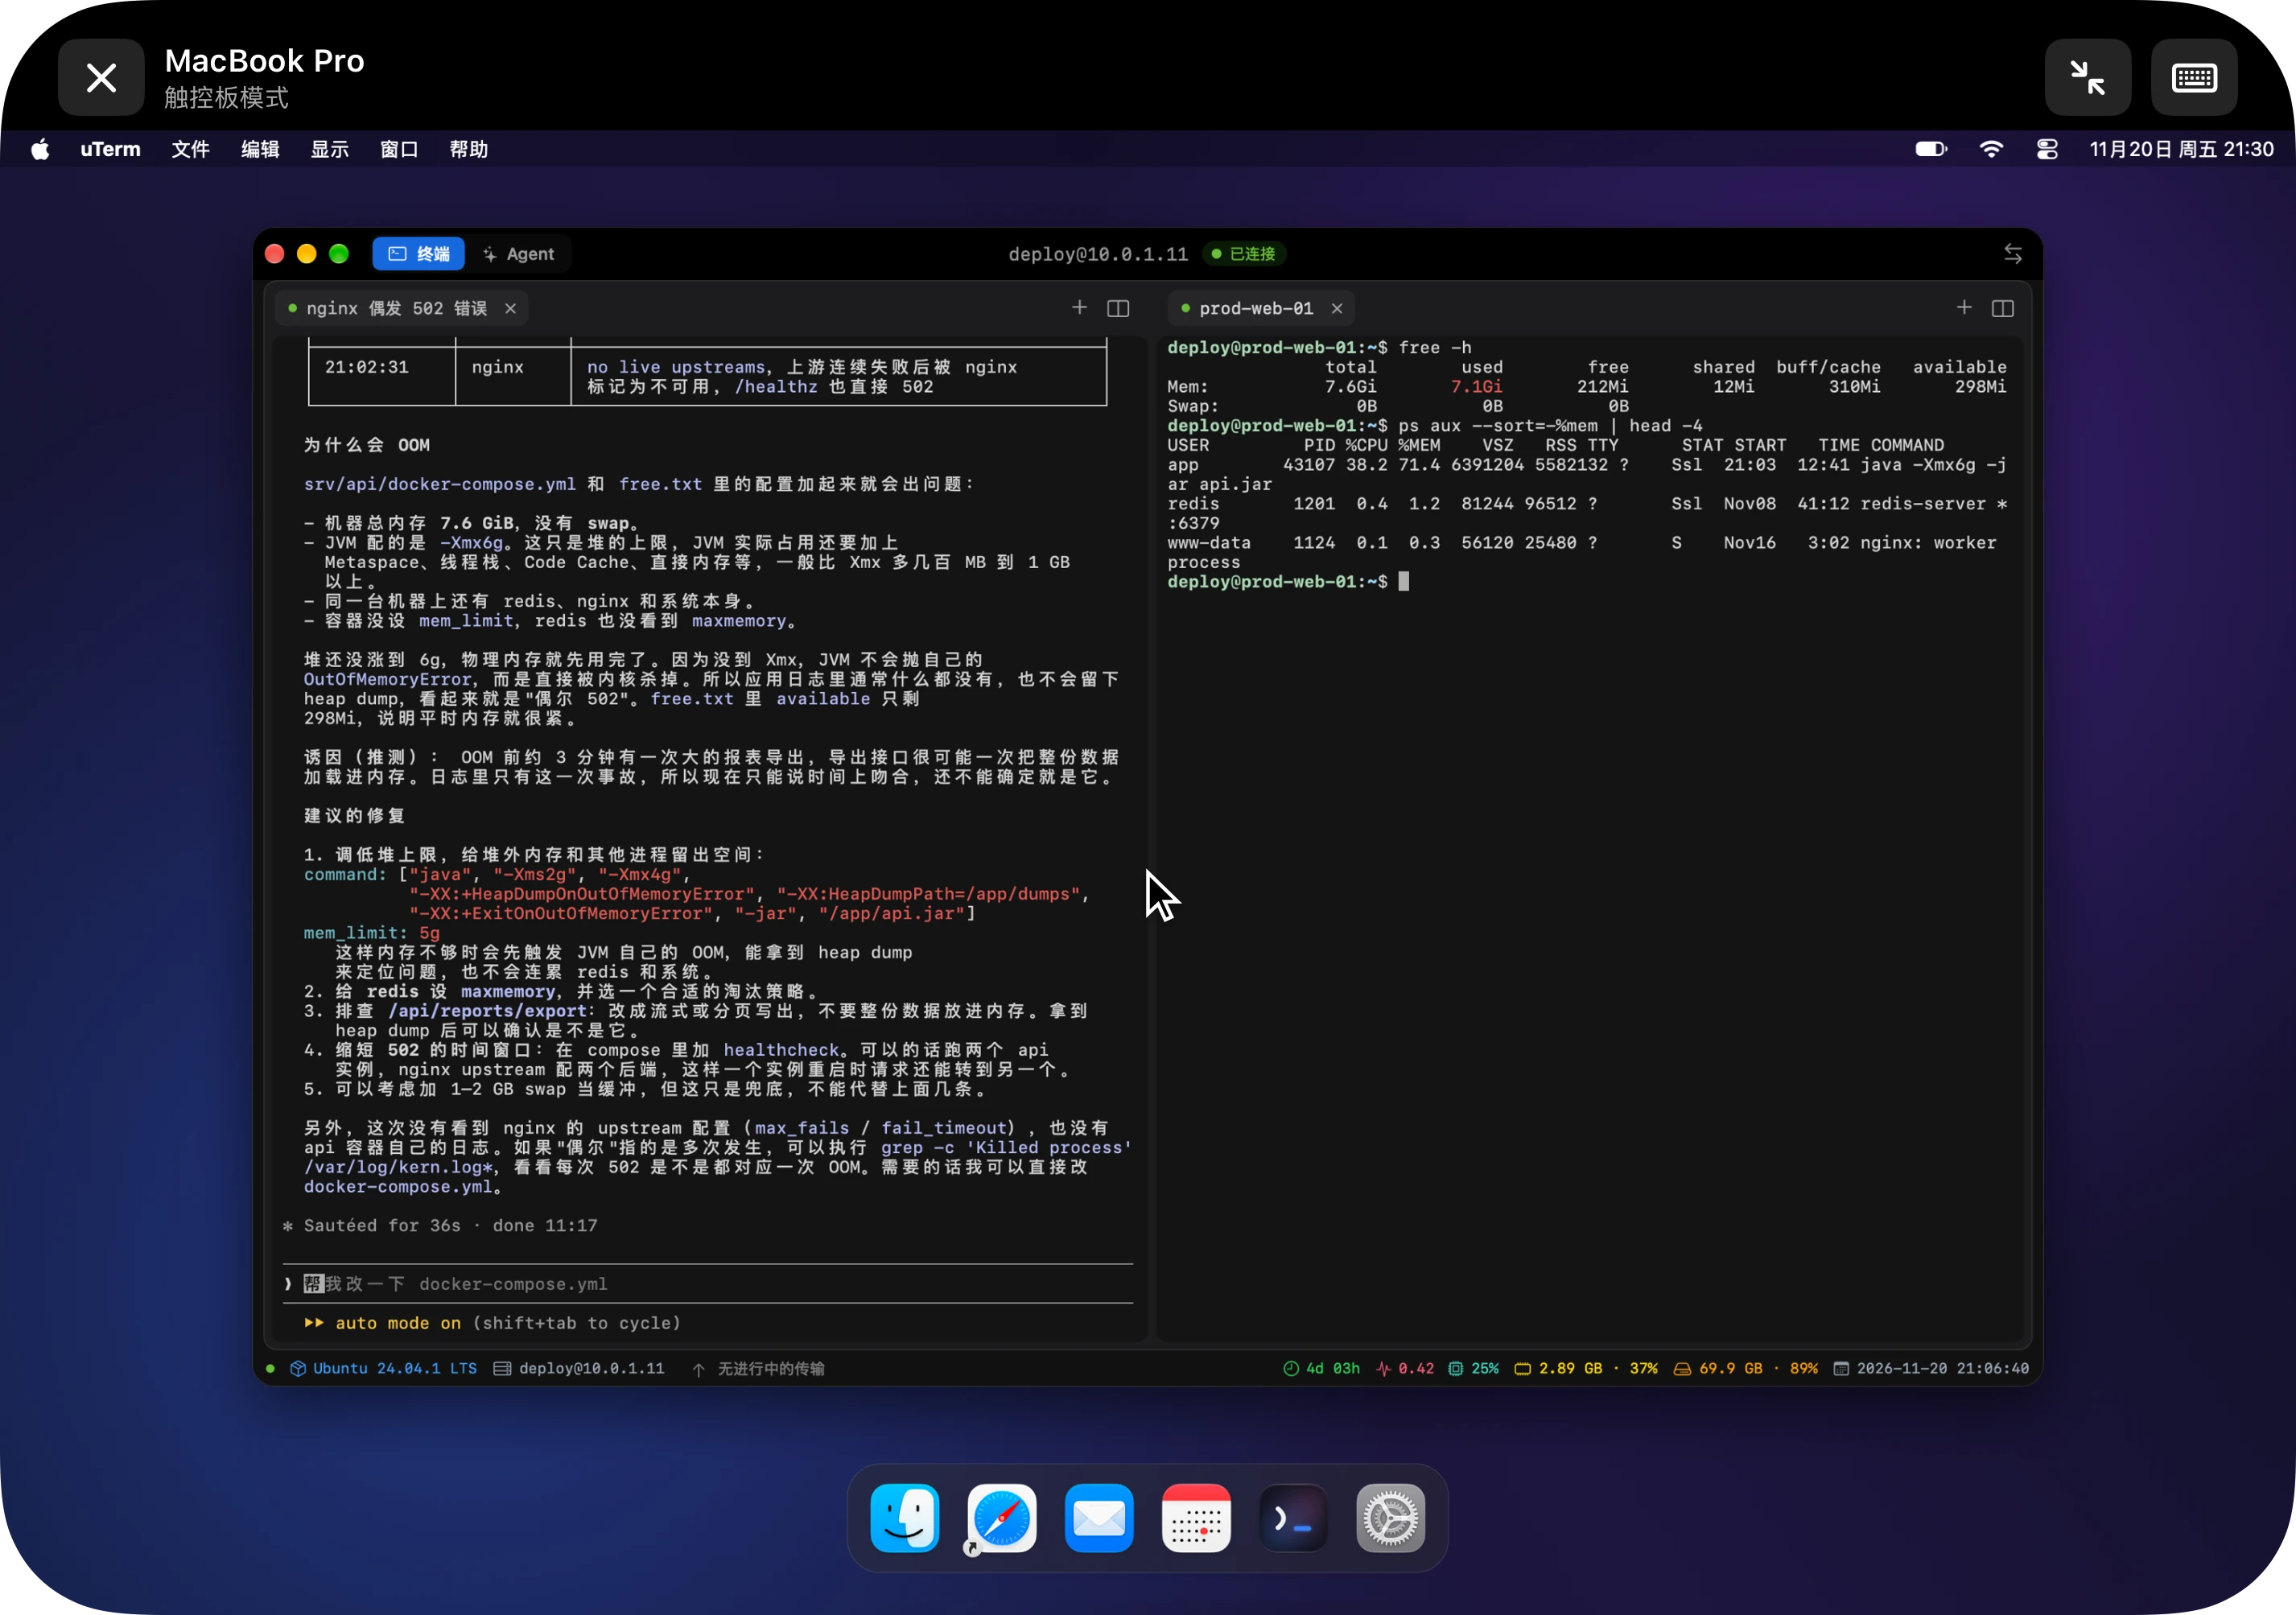 MacBook Pro
触控板模式
uTerm 文件 编辑 显示 窗口 帮助 11月20日 周五 21:30
终端 Agent deploy@10.0.1.11 已连接
nginx 偶发 502 错误
21:02:31 nginx no live upstreams, 上游连续失败后被 nginx
标记为不可用, /healthz 也直接 502
为什么会 OOM
srv/api/docker-compose.yml 和 free.txt 里的配置加起来就会出问题:
- 机器总内存 7.6 GiB, 没有 swap。
- JVM 配的是 -Xmx6g。这只是堆的上限, JVM 实际占用还要加上
Metaspace、线程栈、Code Cache、直接内存等, 一般比 Xmx 多几百 MB 到 1 GB
以上。
- 同一台机器上还有 redis、nginx 和系统本身。
- 容器没设 mem_limit, redis 也没看到 maxmemory。
堆还没涨到 6g, 物理内存就先用完了。因为没到 Xmx, JVM 不会抛自己的
OutOfMemoryError, 而是直接被内核杀掉。所以应用日志里通常什么都没有, 也不会留下
heap dump, 看起来就是"偶尔 502"。free.txt 里 available 只剩
298Mi, 说明平时内存就很紧。
诱因 (推测) : OOM 前约 3 分钟有一次大的报表导出, 导出接口很可能一次把整份数据
加载进内存。日志里只有这一次事故, 所以现在只能说时间上吻合, 还不能确定就是它。
建议的修复
1. 调低堆上限, 给堆外内存和其他进程留出空间:
command: ["java", "-Xms2g", "-Xmx4g",
"-XX:+HeapDumpOnOutOfMemoryError", "-XX:HeapDumpPath=/app/dumps",
"-XX:+ExitOnOutOfMemoryError", "-jar", "/app/api.jar"]
mem_limit: 5g
这样内存不够时会先触发 JVM 自己的 OOM, 能拿到 heap dump
来定位问题, 也不会连累 redis 和系统。
2. 给 redis 设 maxmemory, 并选一个合适的淘汰策略。
3. 排查 /api/reports/export: 改成流式或分页写出, 不要整份数据放进内存。拿到
heap dump 后可以确认是不是它。
4. 缩短 502 的时间窗口: 在 compose 里加 healthcheck。可以的话跑两个 api
实例, nginx upstream 配两个后端, 这样一个实例重启时请求还能转到另一个。
5. 可以考虑加 1-2 GB swap 当缓冲, 但这只是兜底, 不能代替上面几条。
另外, 这次没有看到 nginx 的 upstream 配置 (max_fails / fail_timeout) , 也没有
api 容器自己的日志。如果"偶尔"指的是多次发生, 可以执行 grep -c 'Killed process'
/var/log/kern.log*, 看看每次 502 是不是都对应一次 OOM。需要的话我可以直接改
docker-compose.yml。
* Sautéed for 36s · done 11:17
❯ 帮我改一下 docker-compose.yml
▸▸ auto mode on (shift+tab to cycle)
prod-web-01
deploy@prod-web-01:~$ free -h
total used free shared buff/cache available
Mem: 7.6Gi 7.1Gi 212Mi 12Mi 310Mi 298Mi
Swap: 0B 0B 0B
deploy@prod-web-01:~$ ps aux --sort=-%mem | head -4
USER PID %CPU %MEM VSZ RSS TTY STAT START TIME COMMAND
app 43107 38.2 71.4 6391204 5582132 ? Ssl 21:03 12:41 java -Xmx6g -j
ar api.jar
redis 1201 0.4 1.2 81244 96512 ? Ssl Nov08 41:12 redis-server *
:6379
www-data 1124 0.1 0.3 56120 25480 ? S Nov16 3:02 nginx: worker
process
deploy@prod-web-01:~$
Ubuntu 24.04.1 LTS deploy@10.0.1.11 ↑ 无进行中的传输 4d 03h 0.42 25% 2.89 GB · 37% 69.9 GB · 89% 2026-11-20 21:06:40